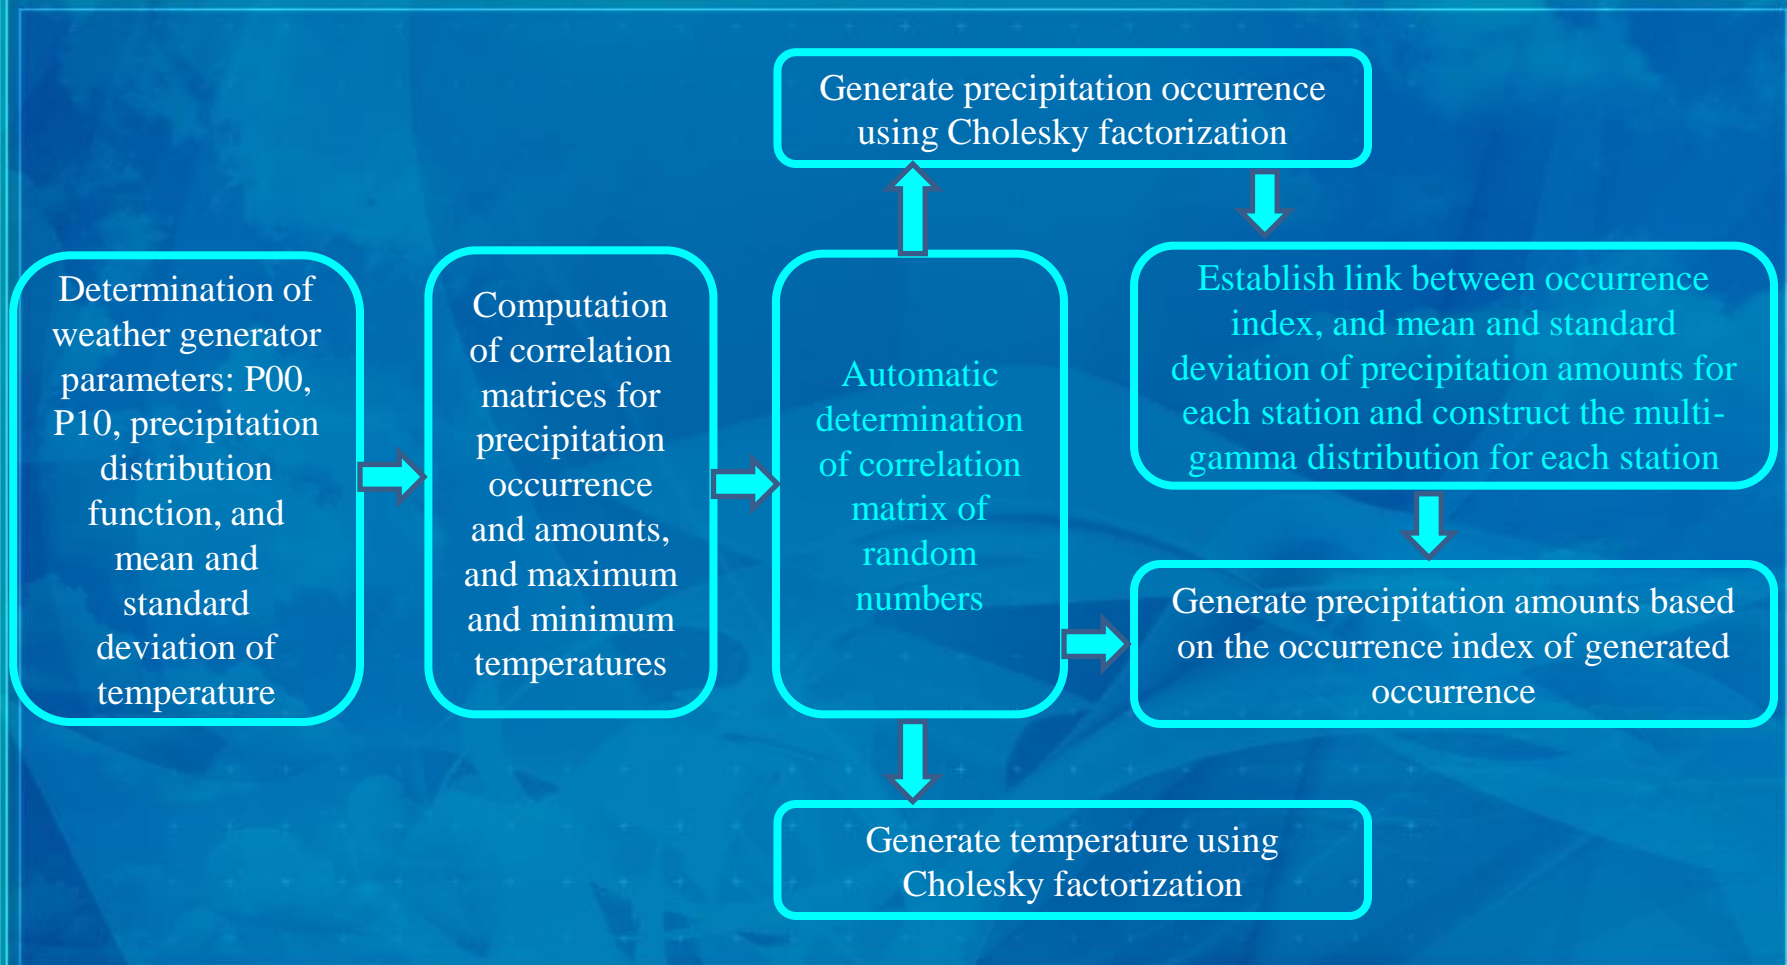 Generate precipitation occurrence
using Cholesky factorization
Determination of
weather generator
parameters: P00,
P10, precipitation
distribution
function, and
mean and
standard
deviation of
temperature
Computation
of correlation
matrices for
precipitation
occurrence
and amounts,
and maximum
and minimum
temperatures
Automatic
determination
of correlation
matrix of
random
numbers
Establish link between occurrence
index, and mean and standard
deviation of precipitation amounts for
each station and construct the multi-
gamma distribution for each station
Generate precipitation amounts based
on the occurrence index of generated
occurrence
Generate temperature using
Cholesky factorization